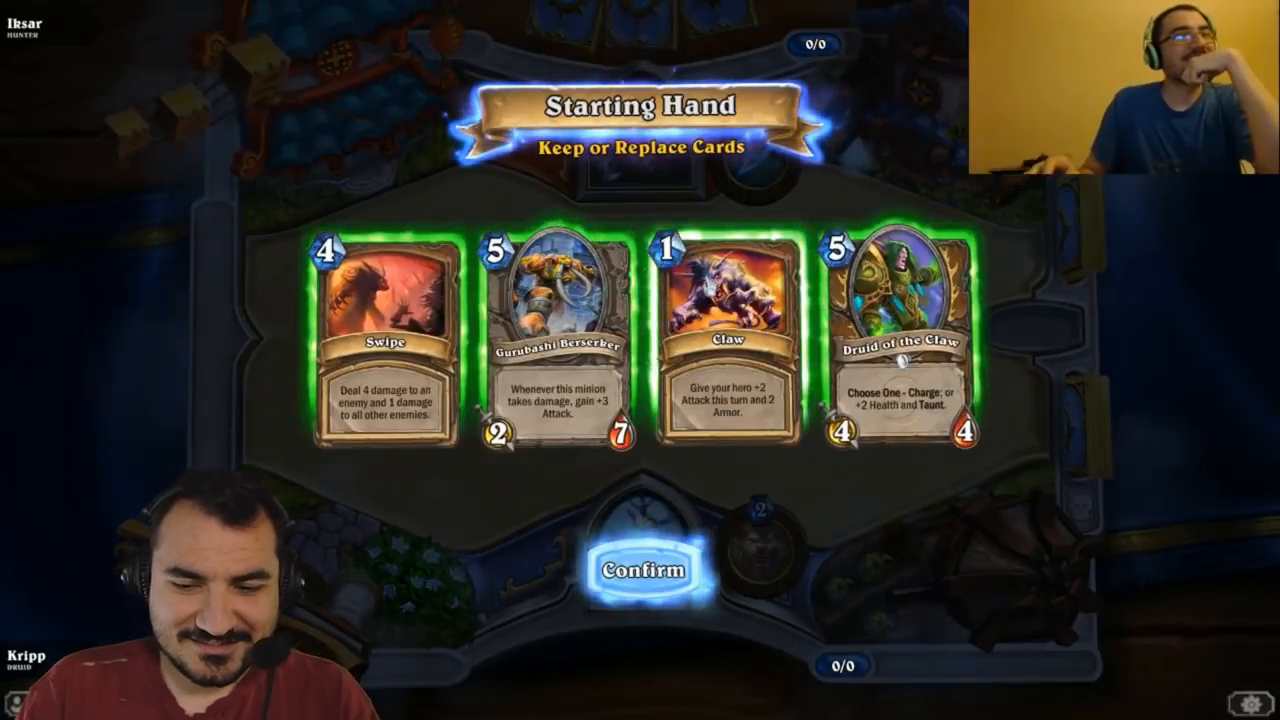 Iksar
HUNTER
0/0
Starting Hand
Keep or Replace Cards
4
Swipe
Deal 4 damage to an
enemy and 1 damage
to all other enemies.
5
Gurubashi Berserker
Whenever this minion
takes damage, gain +3
Attack.
2
7
1
Claw
Give your hero +2
Attack this turn and 2
Armor.
5
Druid of the Claw
Choose One - Charge; or
+2 Health and Taunt.
4
4
2
Confirm
Kripp
DRUID
0/0